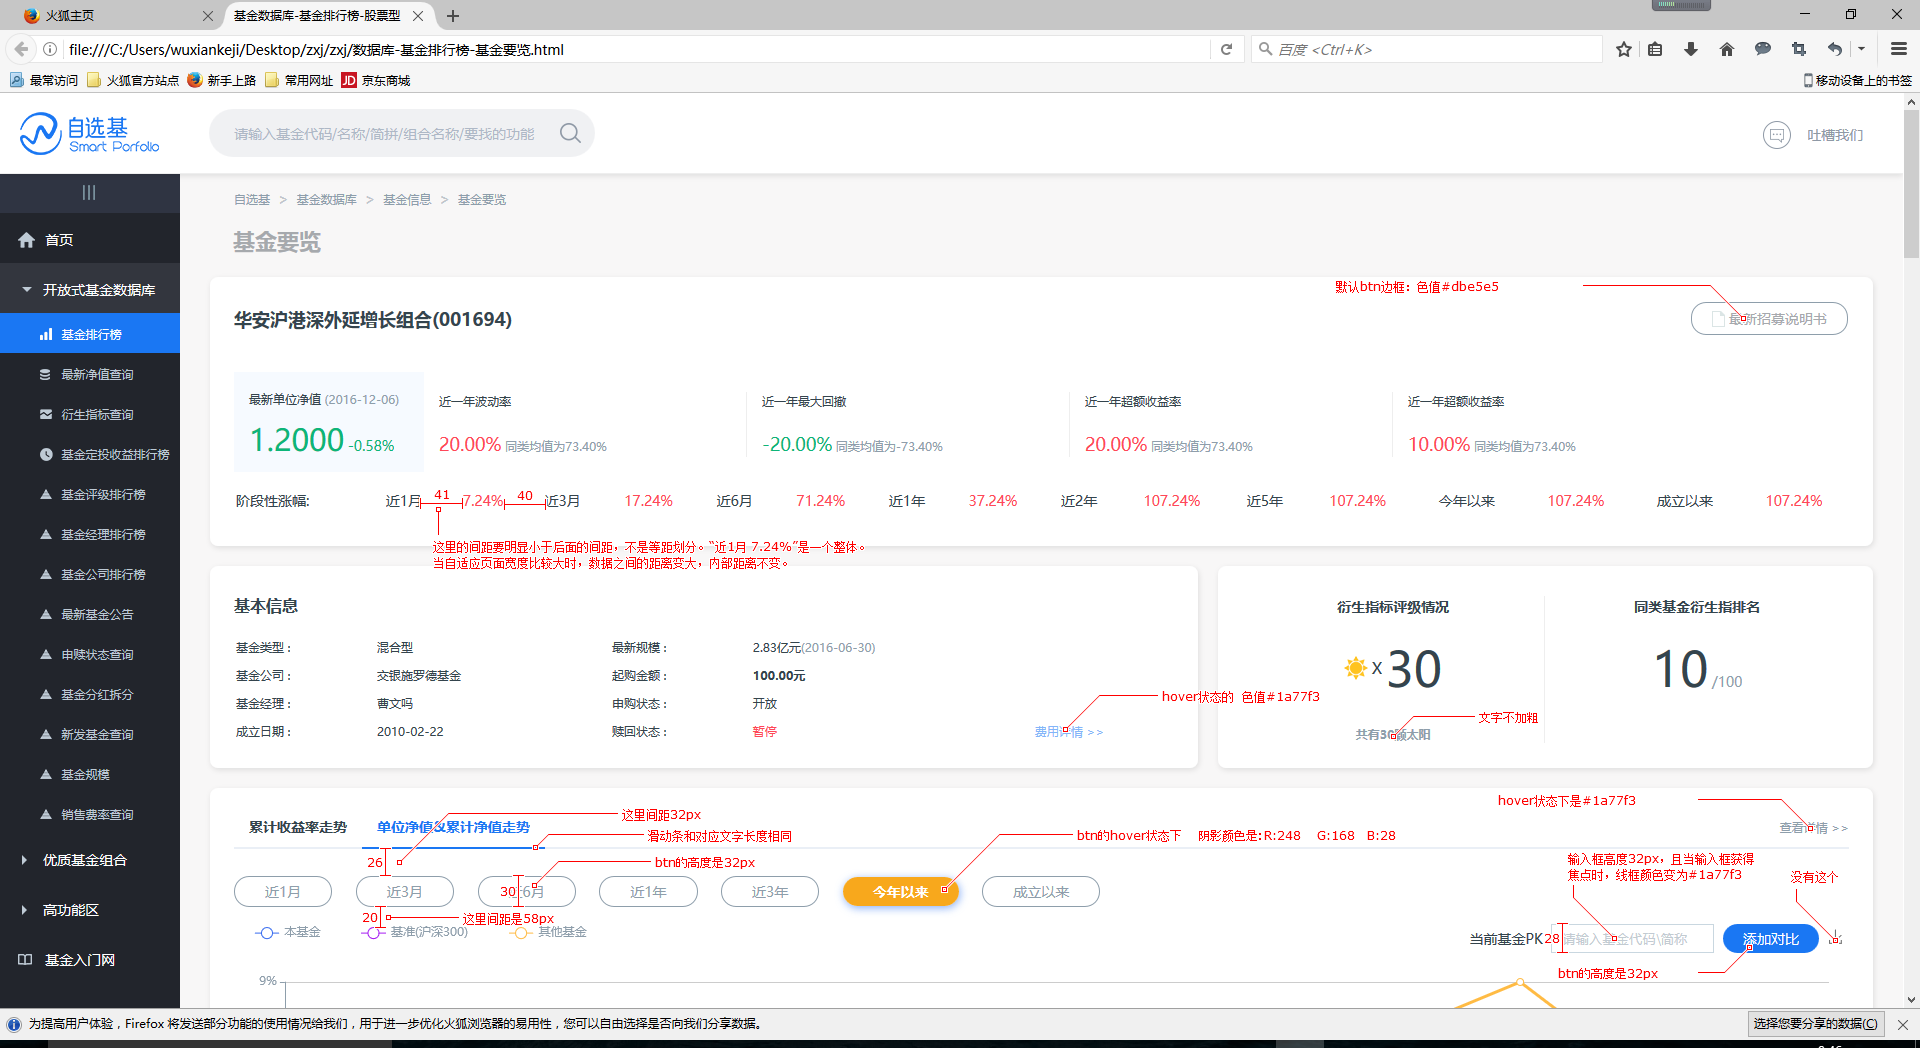 火狐主页
基金数据库-基金排行榜-股票型
file:///C:/Users/wuxiankeji/Desktop/zxj/zxj/数据库-基金排行榜-基金要览.html
百度 <Ctrl+K>
最常访问 火狐官方站点 新手上路 常用网址 JD 京东商城
移动设备上的书签
自选基
Smart Porfolio
请输入基金代码/名称/简拼/组合名称/要找的功能
吐槽我们
首页
开放式基金数据库
基金排行榜
最新净值查询
衍生指标查询
基金定投收益排行榜
基金评级排行榜
基金经理排行榜
基金公司排行榜
最新基金公告
申赎状态查询
基金分红拆分
新发基金查询
基金规模
销售费率查询
优质基金组合
高功能区
基金入门网
自选基 > 基金数据库 > 基金信息 > 基金要览
基金要览
默认btn边框：色值#dbe5e5
华安沪港深外延增长组合(001694)
最新招募说明书
最新单位净值 (2016-12-06)
1.2000 -0.58%
近一年波动率
20.00% 同类均值为73.40%
近一年最大回撤
-20.00% 同类均值为-73.40%
近一年超额收益率
20.00% 同类均值为73.40%
近一年超额收益率
10.00% 同类均值为73.40%
阶段性涨幅: 近1月 41 7.24% 40 近3月 17.24% 近6月 71.24% 近1年 37.24% 近2年 107.24% 近5年 107.24% 今年以来 107.24% 成立以来 107.24%
这里的间距要明显小于后面的间距，不是等距划分。“近1月 7.24%”是一个整体。
当自适应页面宽度比较大时，数据之间的距离变大，内部距离不变。
基本信息
基金类型： 混合型 最新规模： 2.83亿元(2016-06-30)
基金公司： 交银施罗德基金 起购金额： 100.00元
基金经理： 曹文吗 申购状态： 开放
成立日期： 2010-02-22 赎回状态： 暂停
费用详情 >>
hover状态的 色值#1a77f3
衍生指标评级情况
x 30
共有30颗太阳
文字不加粗
同类基金衍生指排名
10 /100
累计收益率走势 单位净值&累计净值走势
这里间距32px
滑动条和对应文字长度相同
btn的高度是32px
btn的hover状态下 阴影颜色是:R:248 G:168 B:28
hover状态下是#1a77f3
查看详情 >>
26
近1月 近3月 30 近6月 近1年 近3年 今年以来 成立以来
20
这里间距是58px
本基金 基准(沪深300) 其他基金
输入框高度32px，且当输入框获得
焦点时，线框颜色变为#1a77f3
没有这个
当前基金PK 28 请输入基金代码\简称 添加对比
btn的高度是32px
9%
为提高用户体验，Firefox 将发送部分功能的使用情况给我们，用于进一步优化火狐浏览器的易用性，您可以自由选择是否向我们分享数据。
选择您要分享的数据(C)